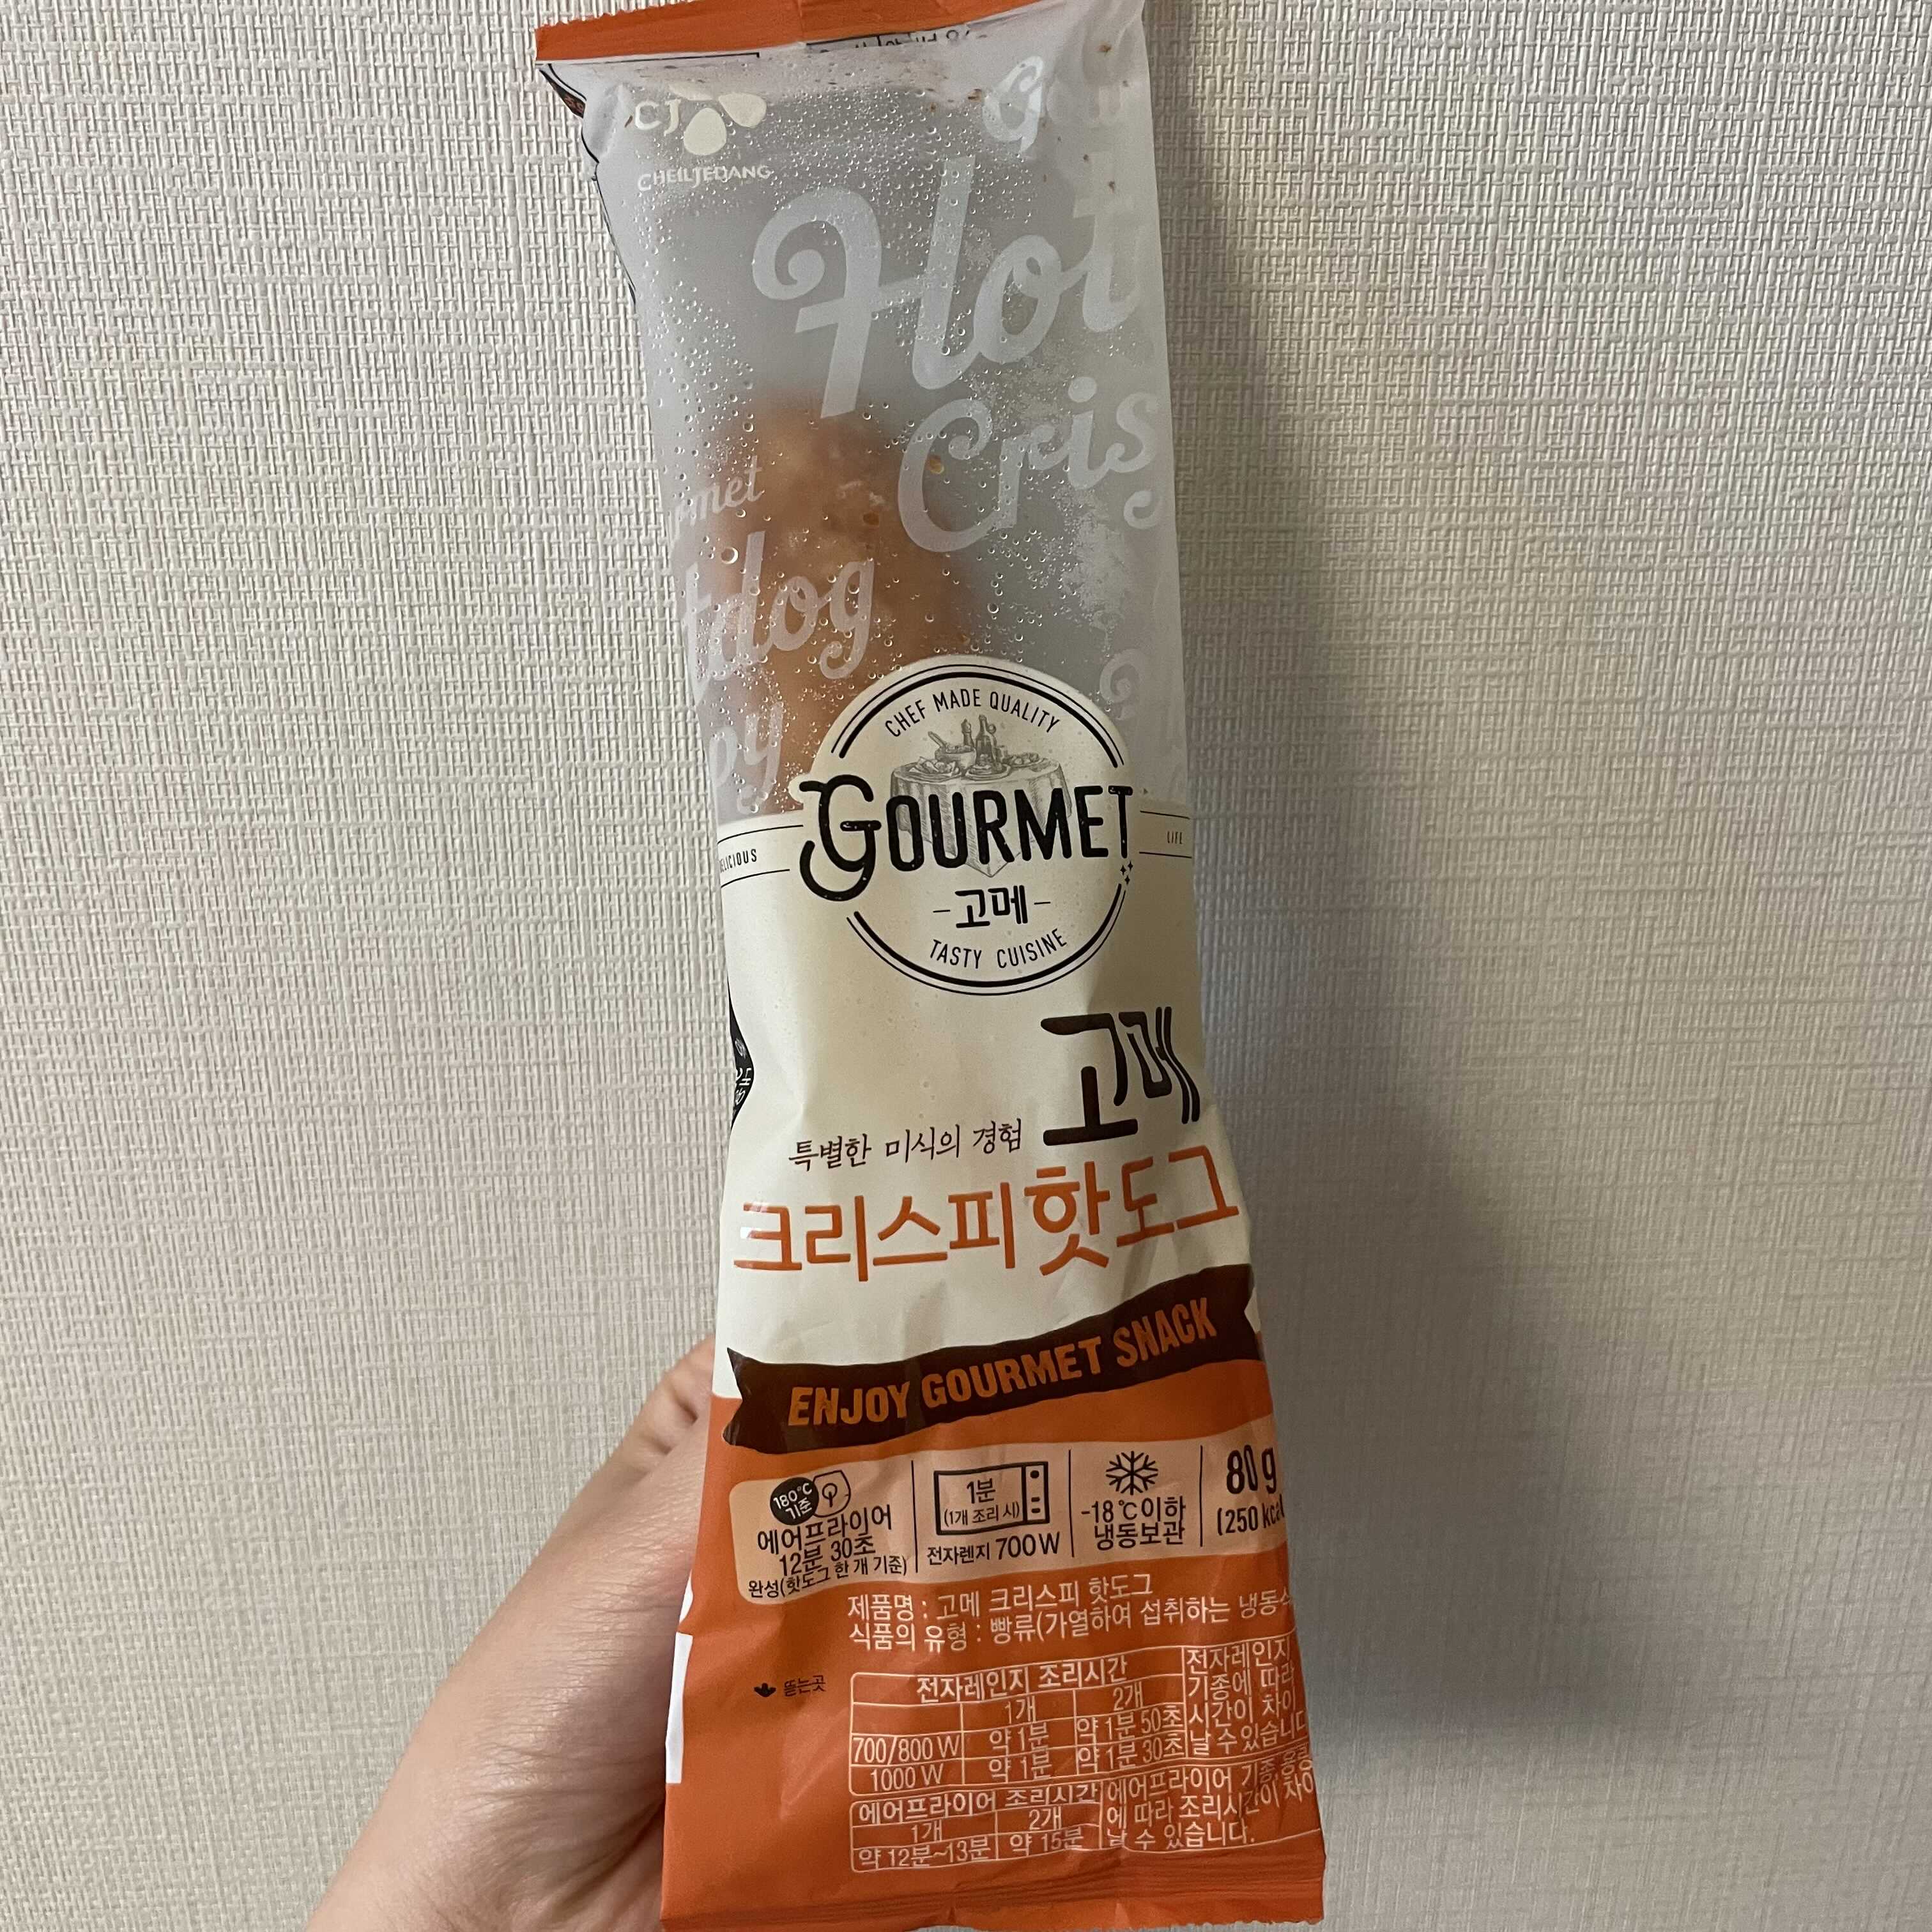 CJ
CHEILJEDANG
Hot
Cris
tdog
py
CHEF MADE QUALITY
GOURMET
LIFE
-고메-
TASTY CUISINE
고메
특별한 미식의 경험
크리스피핫도그
ENJOY GOURMET SNACK
180℃
기준
에어프라이어
12분 30초
완성(핫도그 한 개 기준)
1분
(1개 조리 시)
전자렌지 700W
-18℃이하
냉동보관
80g
(250 kcal
제품명 : 고메 크리스피 핫도그
식품의 유형 : 빵류(가열하여 섭취하는 냉동
뜯는곳
전자레인지 조리시간
1개 2개
700/800 W 약 1분 약 1분 50초
1000 W 약 1분 약 1분 30초
전자레인지
기종에 따라
시간이 차이
날 수 있습니다
에어프라이어 조리시간
1개 2개
약 12분~13분 약 15분
에어프라이어 기종·용량
에 따라 조리시간이 차이
날 수 있습니다.